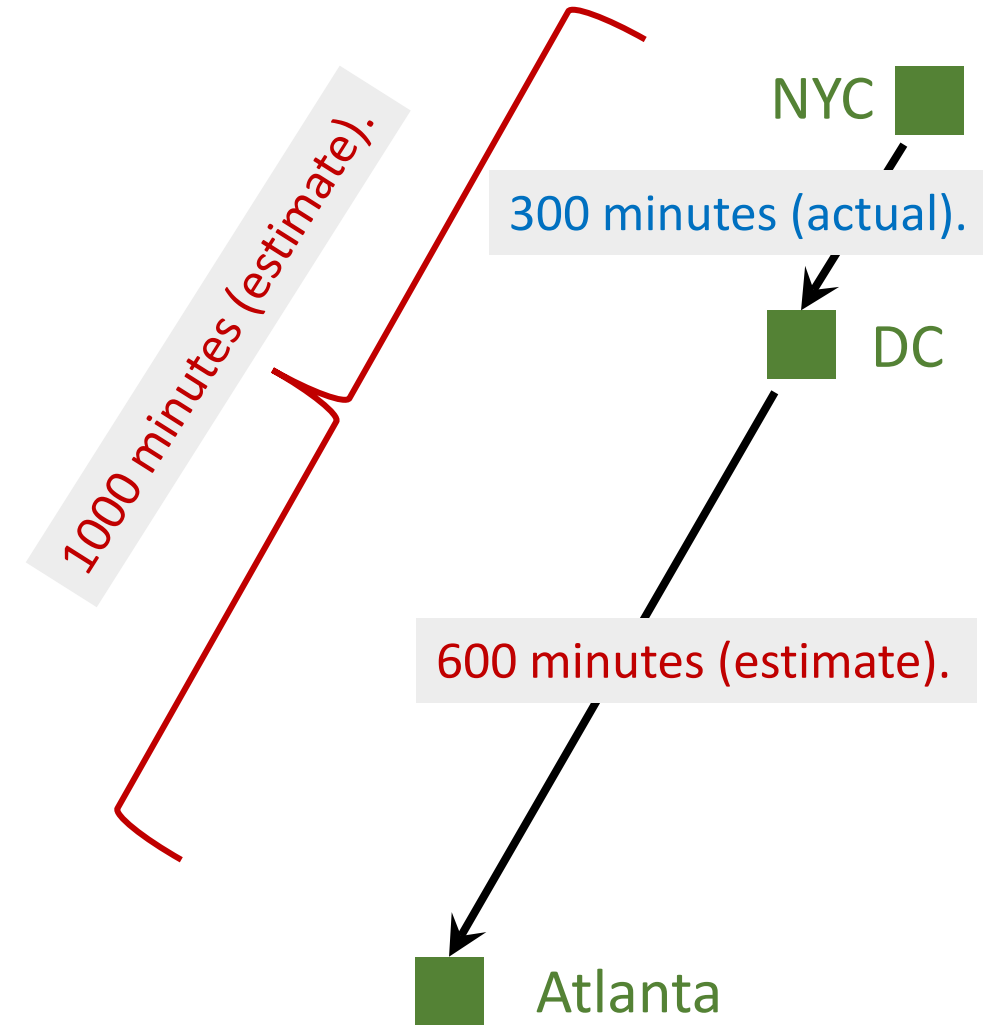 NYC
300 minutes (actual).
1000 minutes (estimate).
DC
600 minutes (estimate).
Atlanta